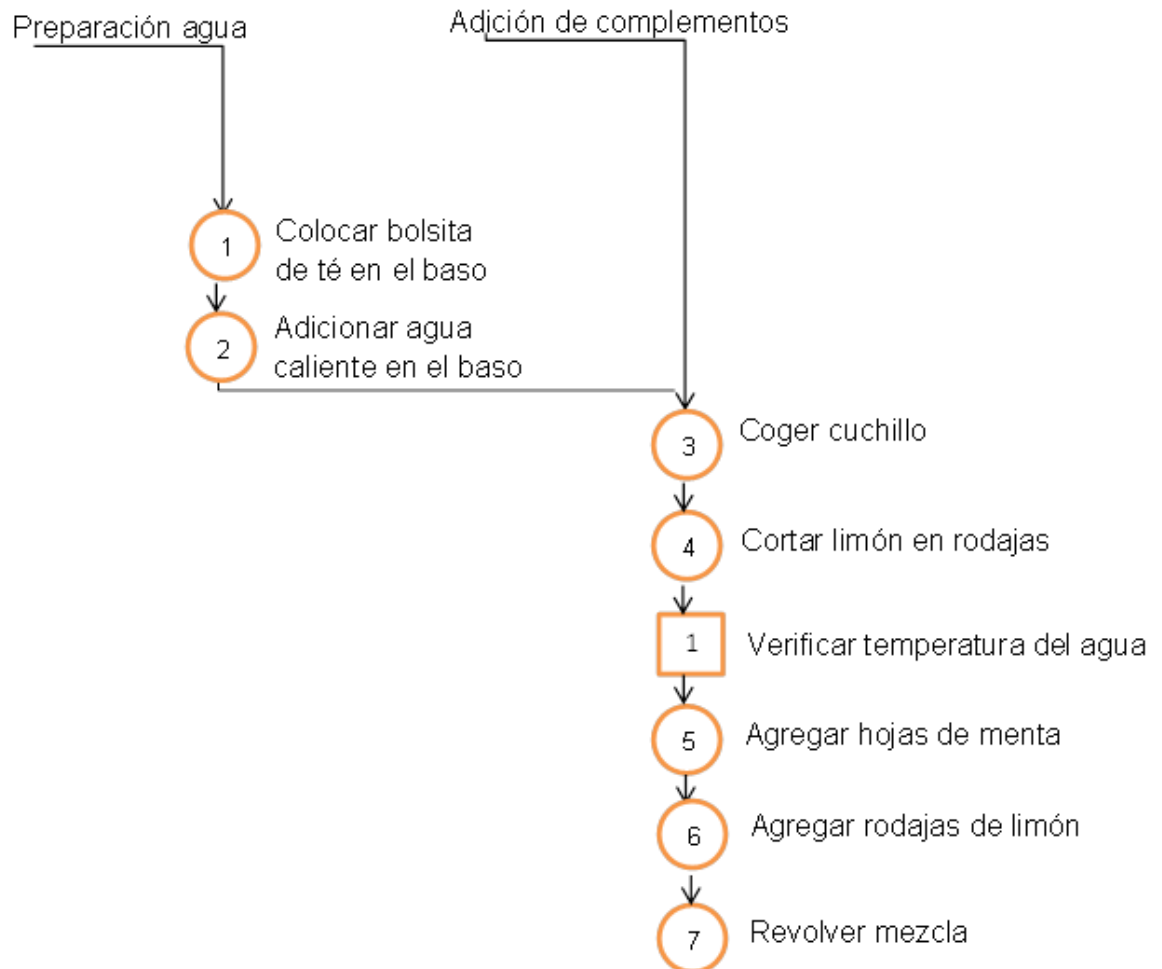 Preparación agua
Adición de complementos
1
Colocar bolsita
de té en el baso
2
Adicionar agua
caliente en el baso
3
Coger cuchillo
4
Cortar limón en rodajas
1
Verificar temperatura del agua
5
Agregar hojas de menta
6
Agregar rodajas de limón
7
Revolver mezcla